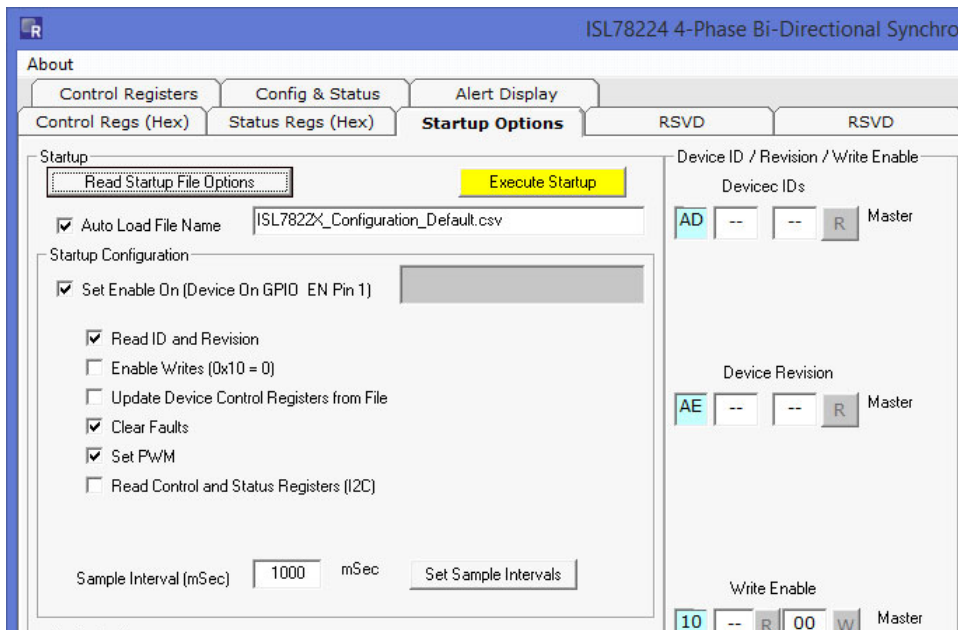 ISL78224 4-Phase Bi-Directional Synchro
About
Control Registers Config & Status Alert Display
Control Regs (Hex) Status Regs (Hex) Startup Options RSVD RSVD
Startup
Read Startup File Options Execute Startup
Auto Load File Name ISL7822X_Configuration_Default.csv
Startup Configuration
Set Enable On (Device On GPIO EN Pin 1)
Read ID and Revision
Enable Writes (0x10 = 0)
Update Device Control Registers from File
Clear Faults
Set PWM
Read Control and Status Registers (I2C)
Sample Interval (mSec) 1000 mSec Set Sample Intervals
Device ID / Revision / Write Enable
Devicec IDs
AD -- -- R Master
Device Revision
AE -- -- R Master
Write Enable
10 -- R 00 W Master